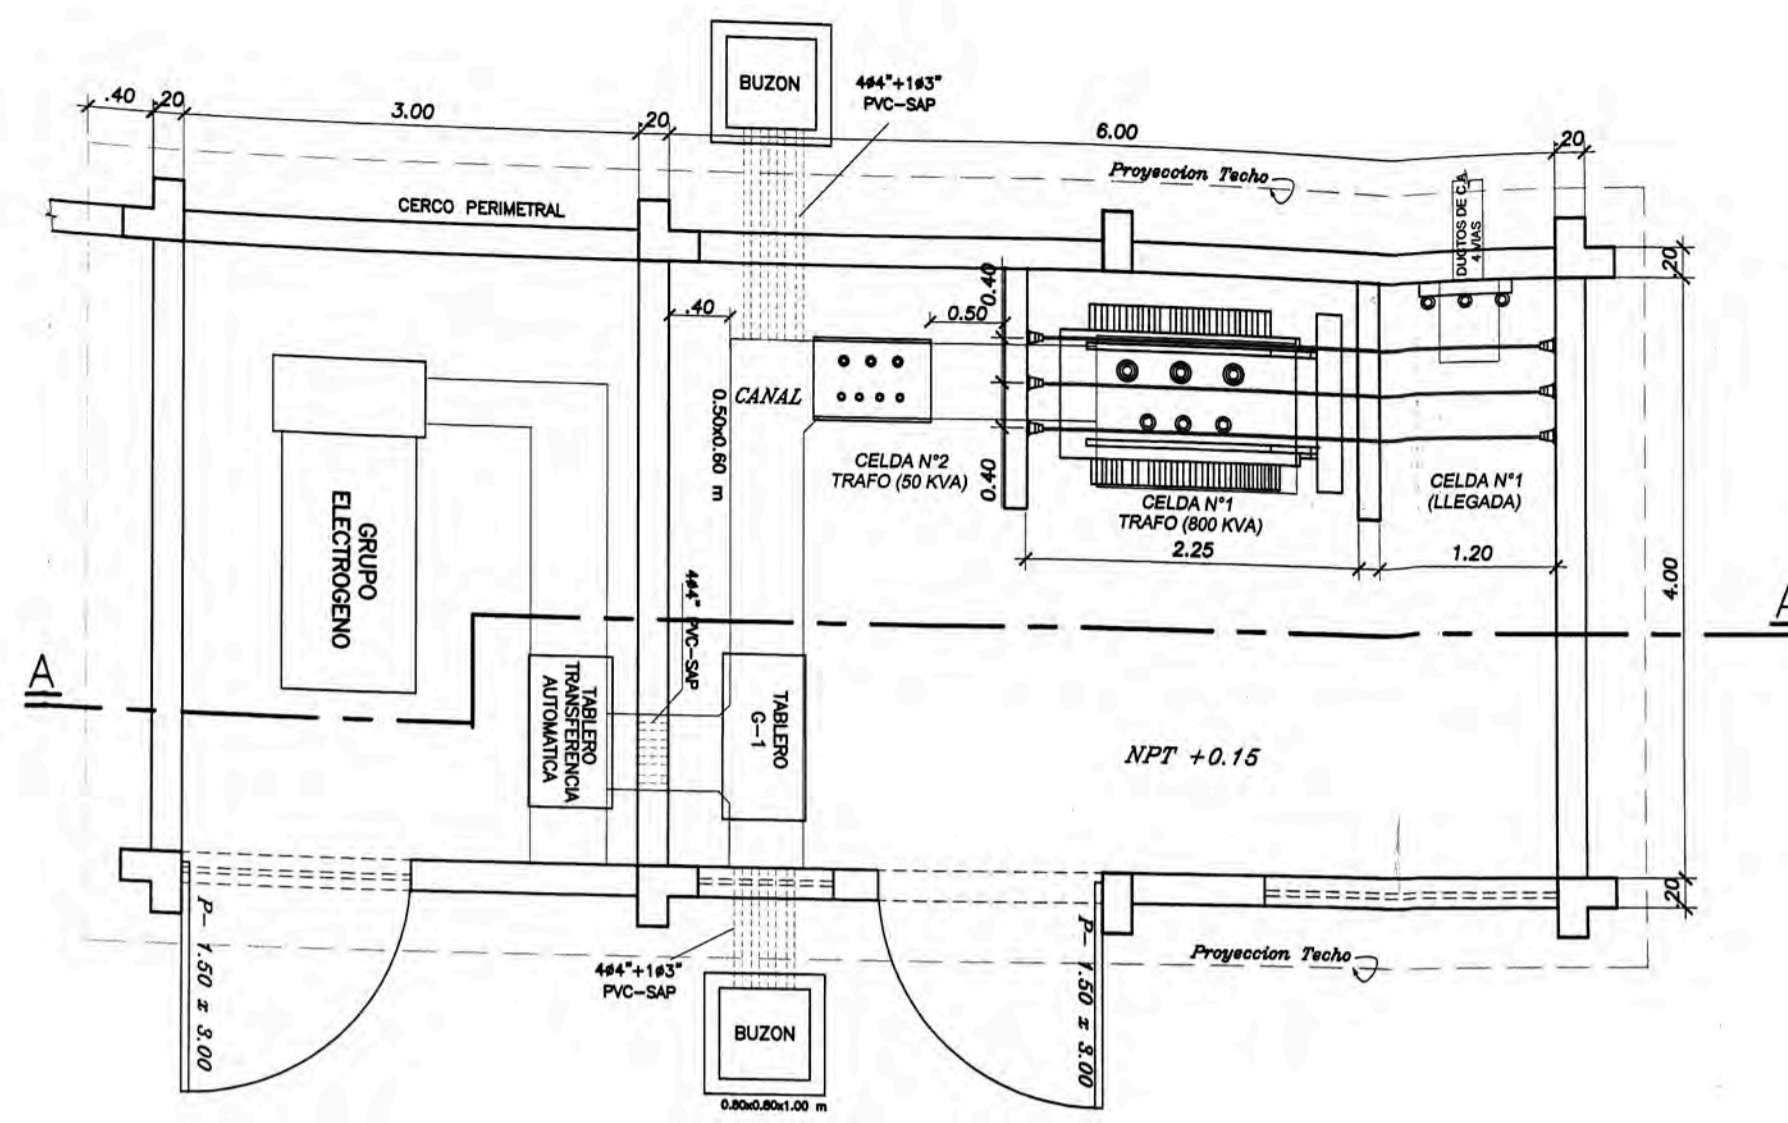 BUZON
4ø4"+1ø3"
PVC-SAP
.40
.20
3.00
.20
6.00
.20
Proyeccion Techo
CERCO PERIMETRAL
DUCTOS DE CA
4 VIAS
.20
.40
0.50
0.40
CANAL
0.50x0.60 m
CELDA N°2
TRAFO (50 KVA)
0.40
CELDA N°1
TRAFO (800 KVA)
CELDA N°1
(LLEGADA)
2.25
1.20
4.00
GRUPO
ELECTROGENO
4ø4" PVC-SAP
A
A
TABLERO
TRANSFERENCIA
AUTOMATICA
TABLERO
G-1
NPT +0.15
.20
P- 1.50 x 3.00
P- 1.50 x 3.00
4ø4"+1ø3"
PVC-SAP
Proyeccion Techo
BUZON
0.80x0.80x1.00 m